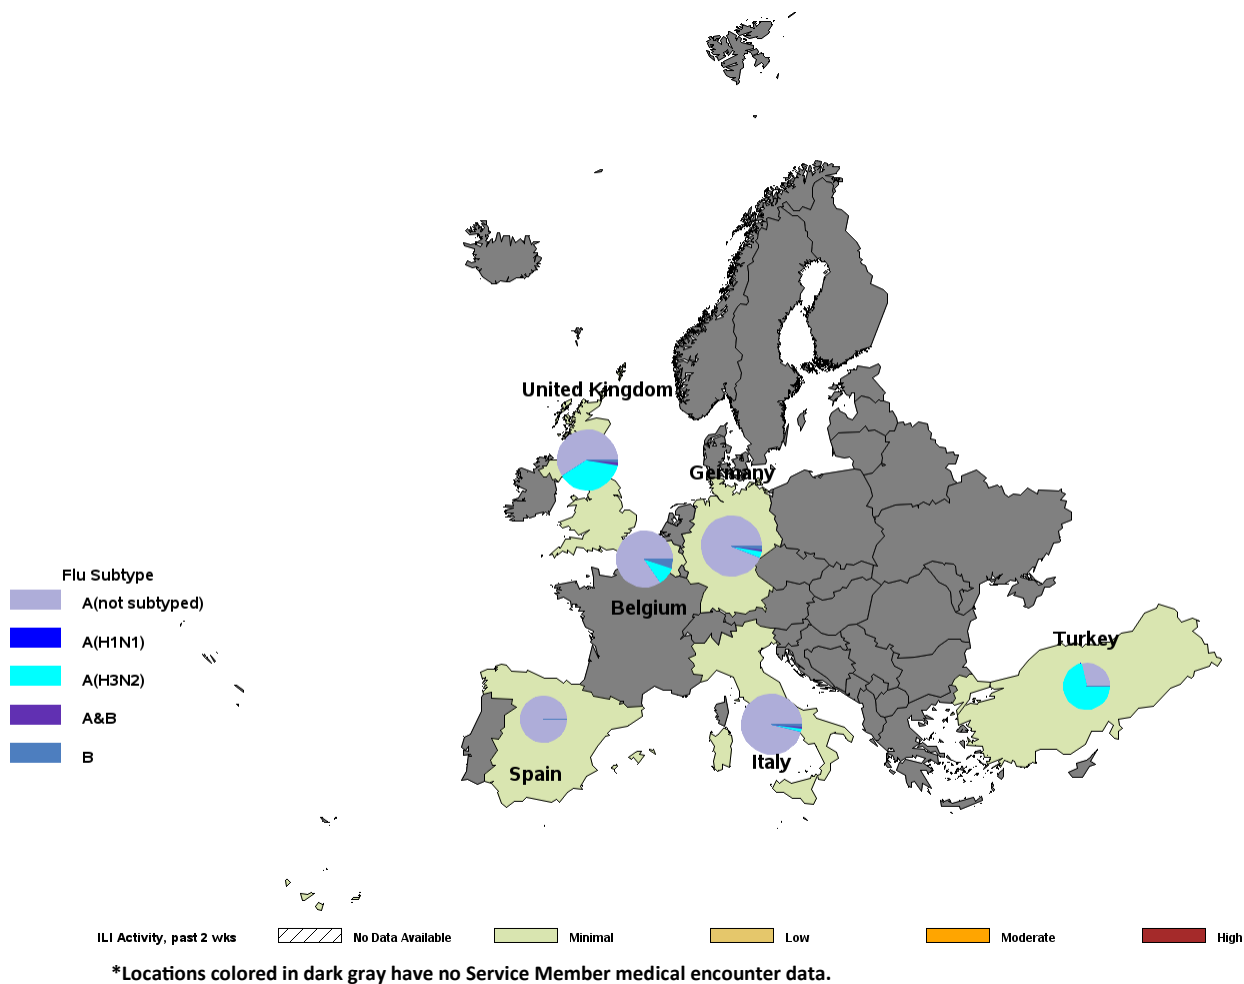 United Kingdom
Germany
Belgium
Flu Subtype
A(not subtyped)
A(H1N1)
A(H3N2)
A&B
B
Turkey
Italy
Spain
ILI Activity, past 2 wks
No Data Available
Minimal
Low
Moderate
High
*Locations colored in dark gray have no Service Member medical encounter data.